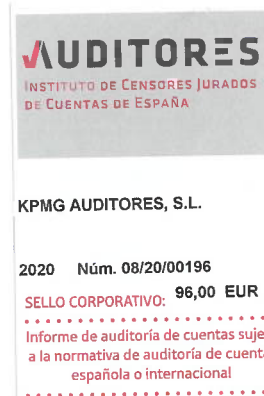 AUDITORES
INSTITUTO DE CENSORES JURADOS
DE CUENTAS DE ESPAÑA
KPMG AUDITORES, S.L.
2020 Núm. 08/20/00196
SELLO CORPORATIVO: 96,00 EUR
Informe de auditoría de cuentas suje
a la normativa de auditoría de cuenta
española o internacional